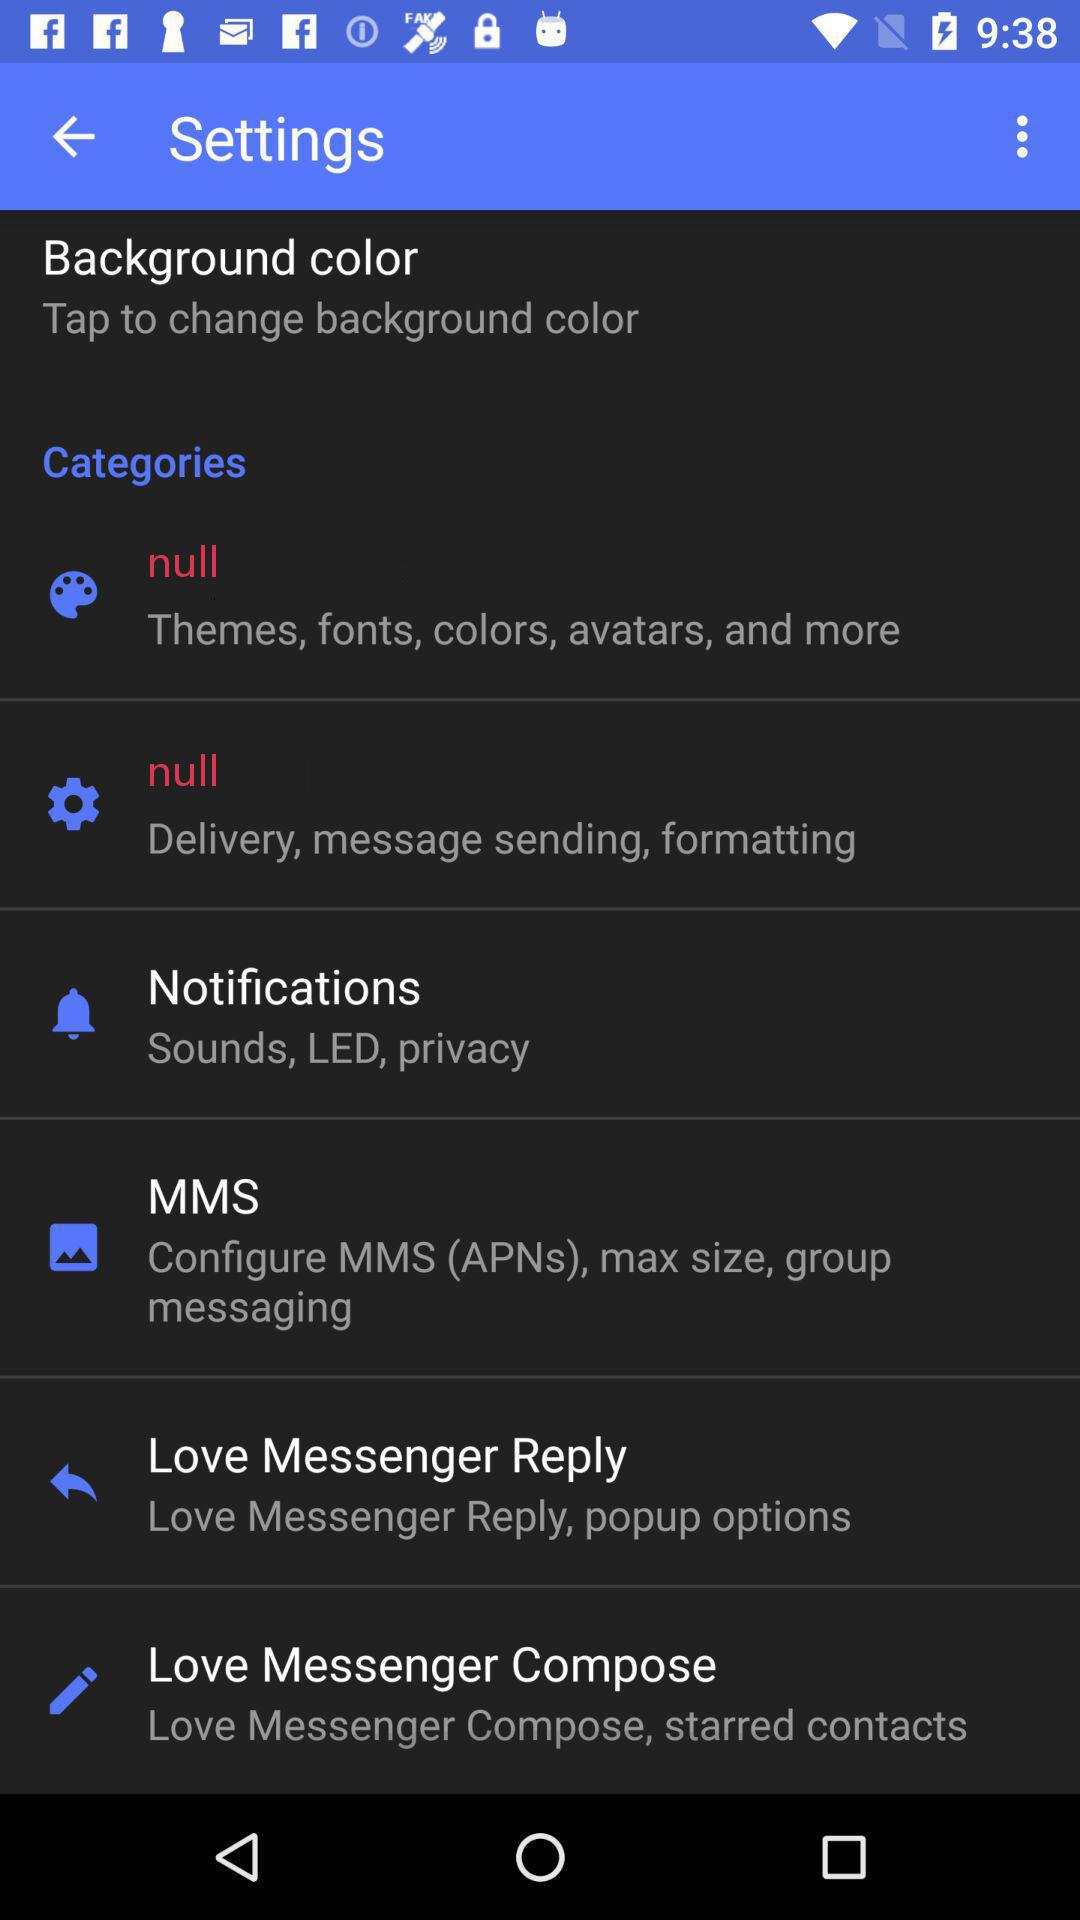 FAKE
9:38
Settings
Background color
Tap to change background color
Categories
null
Themes, fonts, colors, avatars, and more
null
Delivery, message sending, formatting
Notifications
Sounds, LED, privacy
MMS
Configure MMS (APNs), max size, group
messaging
Love Messenger Reply
Love Messenger Reply, popup options
Love Messenger Compose
Love Messenger Compose, starred contacts